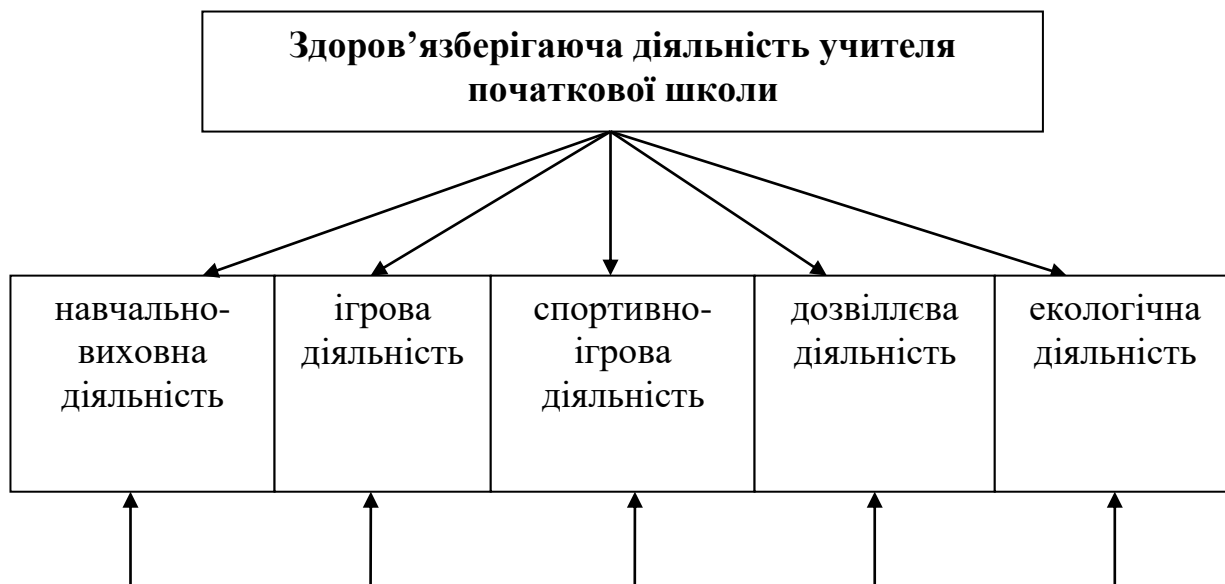 Здоров’язберігаюча діяльність учителя
початкової школи
навчально-
виховна
діяльність
ігрова
діяльність
спортивно-
ігрова
діяльність
дозвіллєва
діяльність
екологічна
діяльність